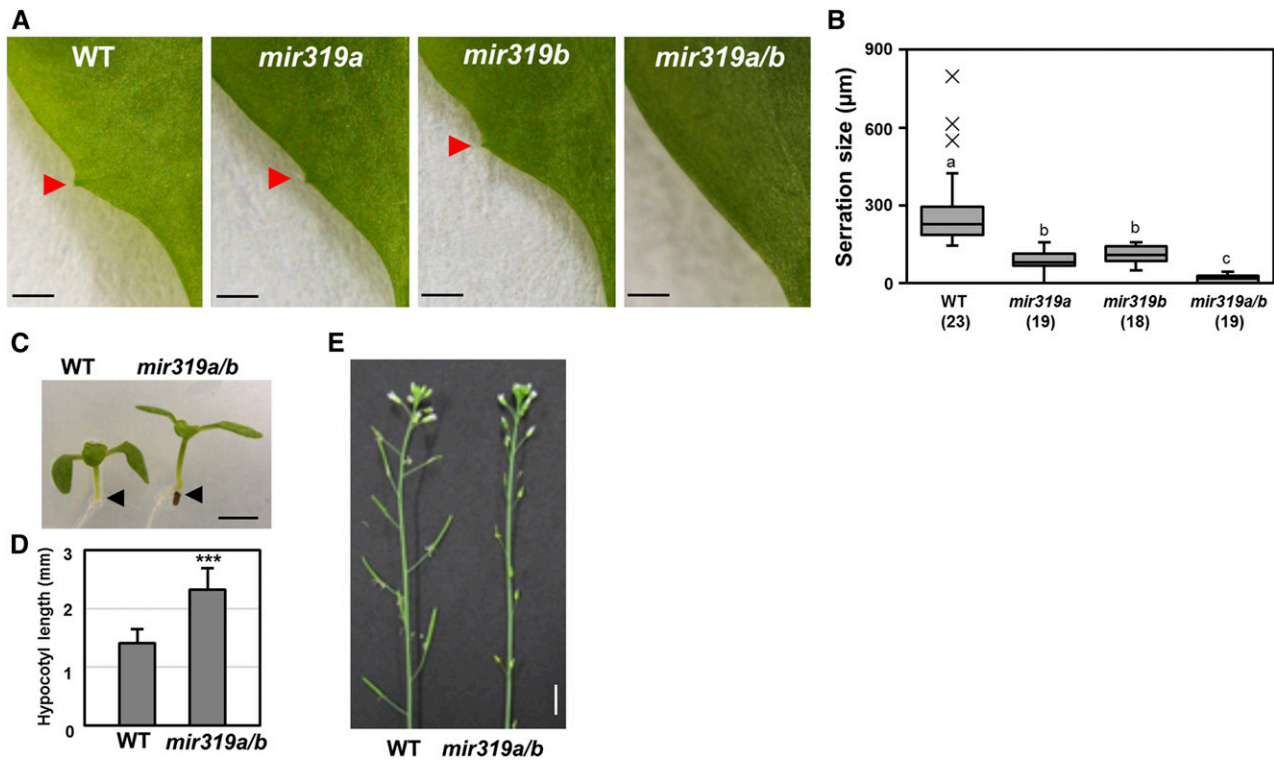 A
WT
mir319a
mir319b
mir319a/b
B
Serration size (μm)
900
600
300
0
a
b
b
c
WT
(23)
mir319a
(19)
mir319b
(18)
mir319a/b
(19)
C
WT
mir319a/b
D
Hypocotyl length (mm)
3
2
1
0
***
WT
mir319a/b
E
WT
mir319a/b